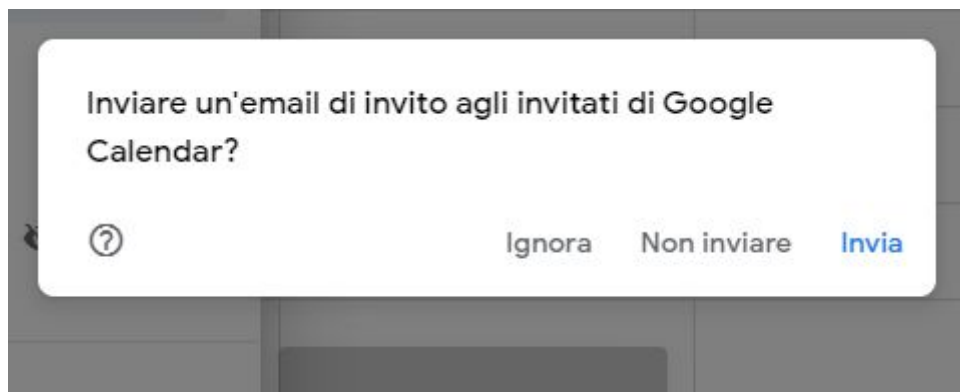 Inviare un'email di invito agli invitati di Google
Calendar?
Ignora Non inviare Invia